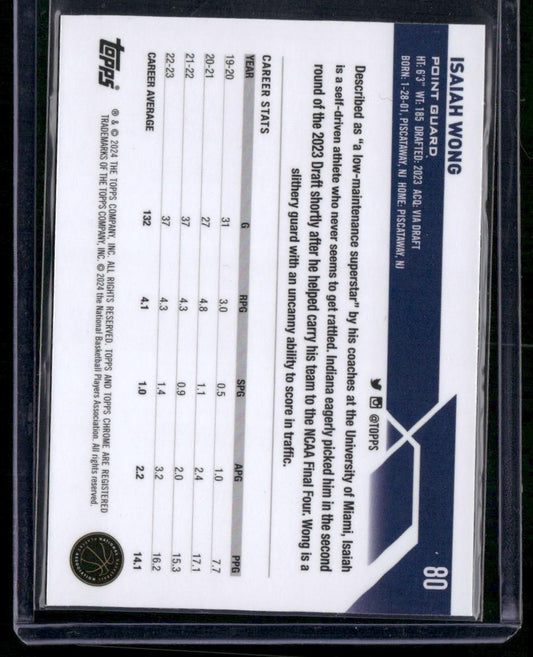 ISAIAH WONG
80
POINT GUARD
HT: 6'3" WT: 185 DRAFTED: 2023 ACQ: VIA DRAFT
BORN: 1-28-01, PISCATAWAY, NJ HOME: PISCATAWAY, NJ
@TOPPS
Described as "a low-maintenance superstar" by his coaches at the University of Miami, Isaiah
is a self-driven athlete who never seems to get rattled. Indiana eagerly picked him in the second
round of the 2023 Draft shortly after he helped carry his team to the NCAA Final Four. Wong is a
slithery guard with an uncanny ability to score in traffic.
CAREER STATS
YEAR G RPG SPG APG PPG
19-20 31 3.0 0.5 1.0 7.7
20-21 27 4.8 1.1 2.4 17.1
21-22 37 4.3 0.9 2.0 15.3
22-23 37 4.3 1.4 3.2 16.2
CAREER AVERAGE 132 4.1 1.0 2.2 14.1
topps
® & © 2024 THE TOPPS COMPANY, INC. ALL RIGHTS RESERVED. TOPPS AND TOPPS CHROME ARE REGISTERED
TRADEMARKS OF THE TOPPS COMPANY, INC. © 2024 the National Basketball Players Association. All rights reserved.